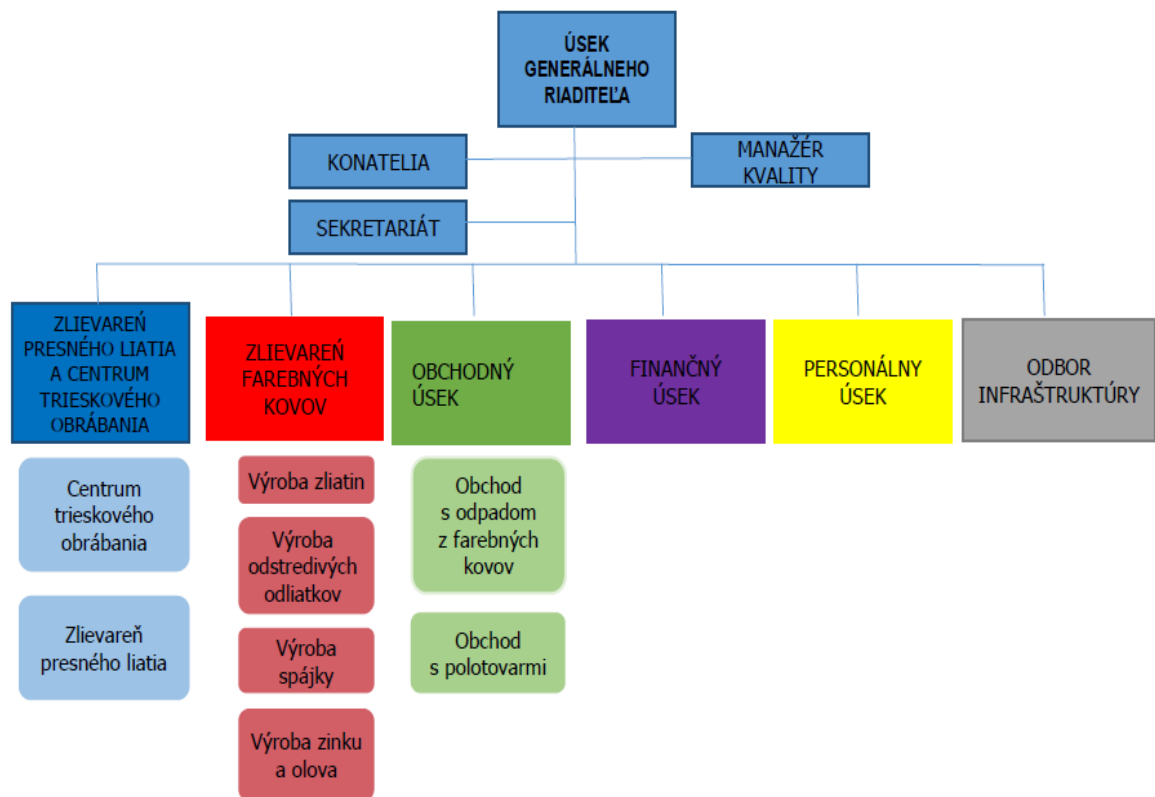 ÚSEK
GENERÁLNEHO
RIADITEĽA
KONATELIA
MANAŽÉR
KVALITY
SEKRETARIÁT
ZLIEVAREŇ
PRESNÉHO LIATIA
A CENTRUM
TRIESKOVÉHO
OBRÁBANIA
ZLIEVAREŇ
FAREBNÝCH
KOVOV
OBCHODNÝ
ÚSEK
FINANČNÝ
ÚSEK
PERSONÁLNY
ÚSEK
ODBOR
INFRAŠTRUKTÚRY
Centrum
trieskového
obrábania
Zlievareň
presného liatia
Výroba zliatin
Výroba
odstredivých
odliatkov
Výroba
spájky
Výroba zinku
a olova
Obchod
s odpadom
z farebných
kovov
Obchod
s polotovarmi